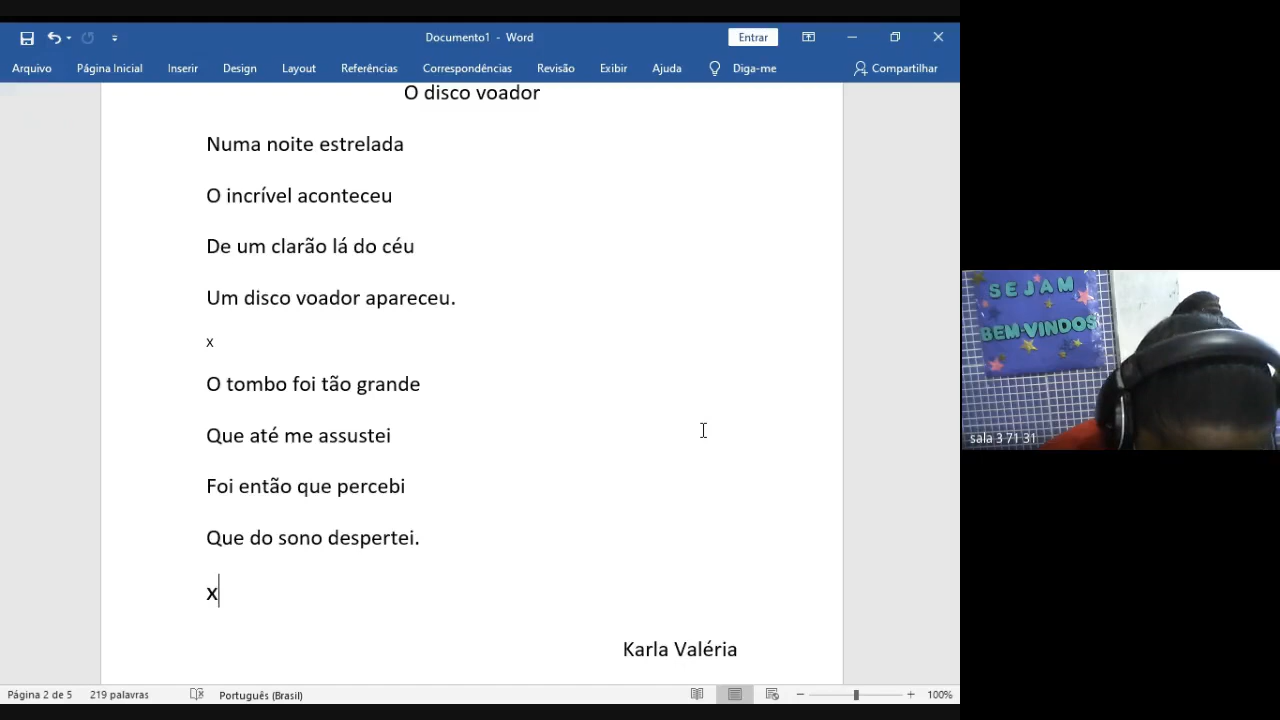 Documento1 - Word
Entrar
Arquivo
Página Inicial
Inserir
Design
Layout
Referências
Correspondências
Revisão
Exibir
Ajuda
Diga-me
Compartilhar
O disco voador
Numa noite estrelada
O incrível aconteceu
De um clarão lá do céu
Um disco voador apareceu.
x
O tombo foi tão grande
Que até me assustei
Foi então que percebi
Que do sono despertei.
x
Karla Valéria
SEJAM
BEM-VINDOS
sala 3 71 31
Página 2 de 5
219 palavras
Português (Brasil)
100%